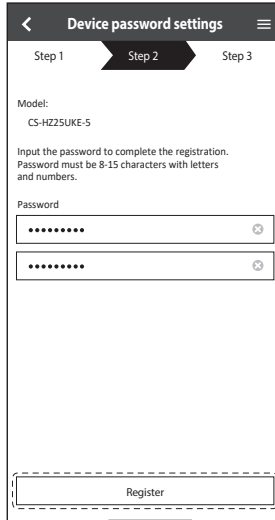 Device password settings
Step 1
Step 2
Step 3
Model:
CS-HZ25UKE-5
Input the password to complete the registration.
Password must be 8-15 characters with letters
and numbers.
Password
•••••••••
•••••••••
Register